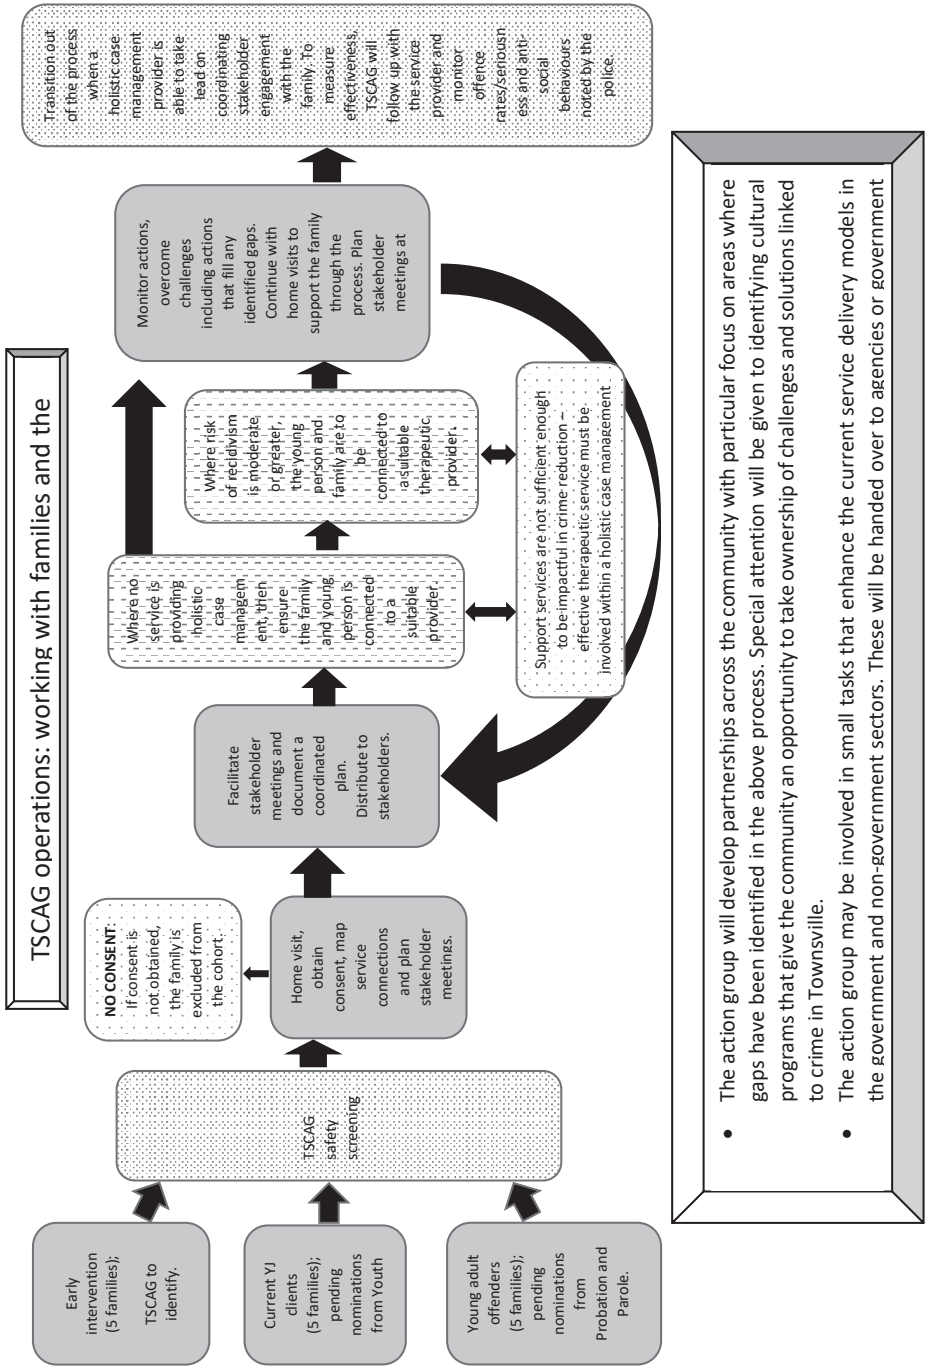 TSCAG operations: working with families and the
Early
intervention
(5 families);
TSCAG to
identify.
Current YJ
clients
(5 families);
pending
nominations
from Youth
Young adult
offenders
(5 families);
pending
nominations
from
Probation and
Parole.
TSCAG
safety
screening
NO CONSENT:
If consent is
not obtained,
the family is
excluded from
the cohort.
Home visit,
obtain
consent, map
service
connections
and plan
stakeholder
meetings.
Facilitate
stakeholder
meetings and
document a
coordinated
plan.
Distribute to
stakeholders.
Where no
service is
providing
holistic
case
managem
ent, then
ensure
the family
and young
person is
connected
to a
suitable
provider.
Where risk
of recidivism
is moderate
or greater,
the young
person and
family are to
be
connected to
a suitable
therapeutic
provider.
Support services are not sufficient enough
to be impactful in crime reduction –
effective therapeutic service must be
involved within a holistic case management
Monitor actions,
overcome
challenges
including actions
that fill any
identified gaps.
Continue with
home visits to
support the family
through the
process. Plan
stakeholder
meetings at
Transition out
of the process
when a
holistic case
management
provider is
able to take
lead on
coordinating
stakeholder
engagement
with the
family. To
measure
effectiveness,
TSCAG will
follow up with
the service
provider and
monitor
offence
rates/seriousn
ess and anti-
social
behaviours
noted by the
police.
• The action group will develop partnerships across the community with particular focus on areas where
gaps have been identified in the above process. Special attention will be given to identifying cultural
programs that give the community an opportunity to take ownership of challenges and solutions linked
to crime in Townsville.
• The action group may be involved in small tasks that enhance the current service delivery models in
the government and non-government sectors. These will be handed over to agencies or government